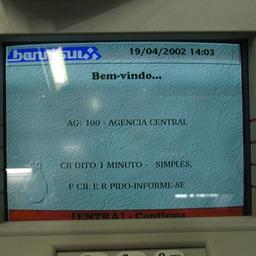 banrisul 19/04/2002 14:03
Bem-vindo...
AG: 100 - AGENCIA CENTRAL
CR DITO 1 MINUTO - SIMPLES,
F CIL E R PIDO-INFORME-SE
[ENTRA] - Continua